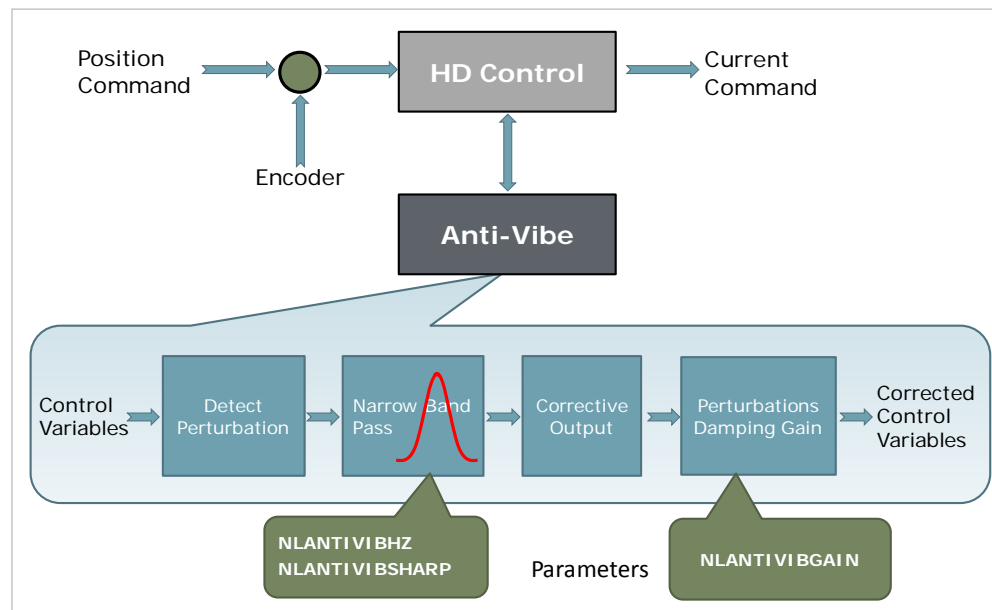 Position
Command
HD Control
Current
Command
Encoder
Anti-Vibe
Control
Variables
Detect
Perturbation
Narrow Band
Pass
Corrective
Output
Perturbations
Damping Gain
Corrected
Control
Variables
NLANTIVIBHZ
NLANTIVIBSHARP
Parameters
NLANTIVIBGAIN